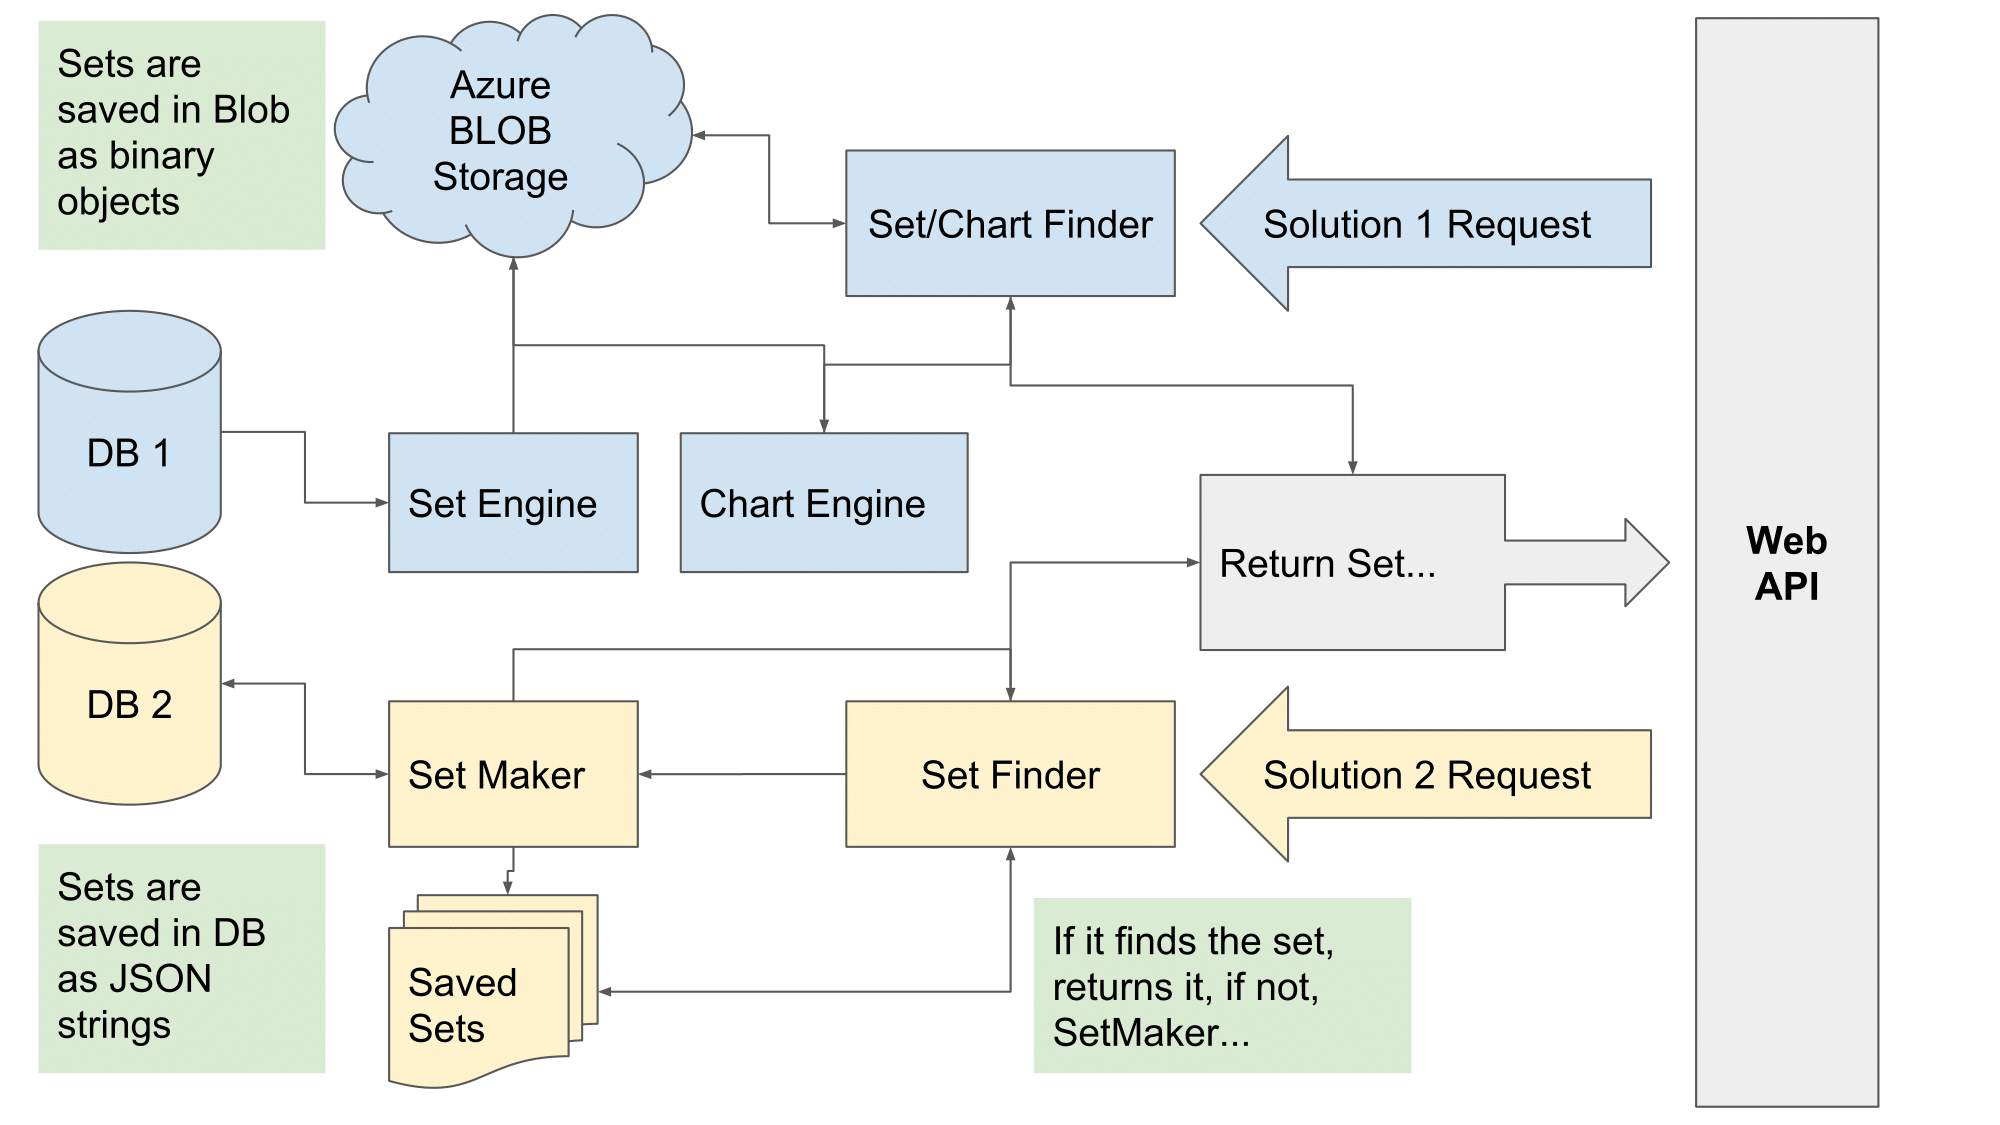 Sets are
saved in Blob
as binary
objects
Azure
BLOB
Storage
Set/Chart Finder
Solution 1 Request
DB 1
Set Engine
Chart Engine
Return Set...
Web
API
DB 2
Set Maker
Set Finder
Solution 2 Request
Sets are
saved in DB
as JSON
strings
Saved
Sets
If it finds the set,
returns it, if not,
SetMaker...